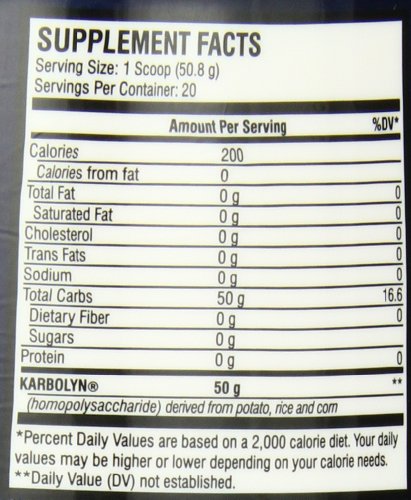 SUPPLEMENT FACTS
Serving Size: 1 Scoop (50.8 g)
Servings Per Container: 20
Amount Per Serving %DV*
Calories 200
Calories from fat 0
Total Fat 0 g 0
Saturated Fat 0 g 0
Cholesterol 0 g 0
Trans Fats 0 g 0
Sodium 0 g 0
Total Carbs 50 g 16.6
Dietary Fiber 0 g 0
Sugars 0 g
Protein 0 g 0
KARBOLYN® 50 g **
(homopolysaccharide) derived from potato, rice and corn
*Percent Daily Values are based on a 2,000 calorie diet. Your daily
values may be higher or lower depending on your calorie needs.
**Daily Value (DV) not established.